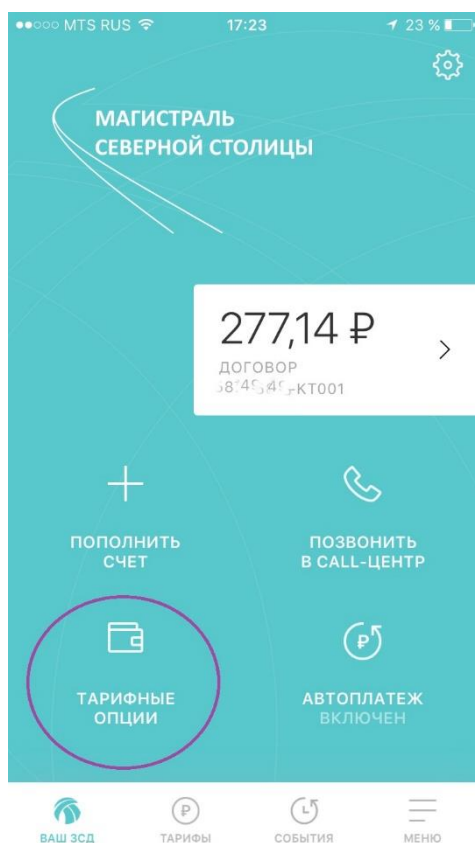 MTS RUS 17:23 23 %
МАГИСТРАЛЬ
СЕВЕРНОЙ СТОЛИЦЫ
277,14 ₽
ДОГОВОР
-КТ001
ПОПОЛНИТЬ
СЧЕТ
ПОЗВОНИТЬ
В CALL-ЦЕНТР
ТАРИФНЫЕ
ОПЦИИ
АВТОПЛАТЕЖ
ВКЛЮЧЕН
ВАШ ЗСД ТАРИФЫ СОБЫТИЯ МЕНЮ